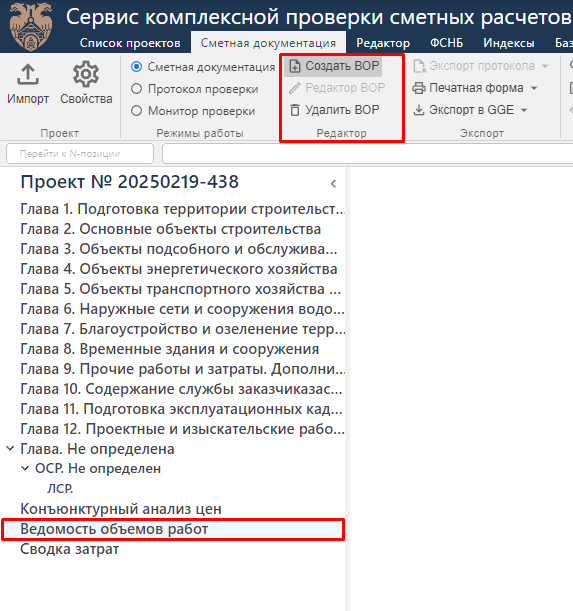 Сервис комплексной проверки сметных расчетов
Список проектов Сметная документация Редактор ФСНБ Индексы Баз
Импорт Свойства
Проект
Сметная документация
Протокол проверки
Монитор проверки
Режимы работы
Создать ВОР
Редактор ВОР
Удалить ВОР
Редактор
Экспорт протокола
Печатная форма
Экспорт в GGE
Экспорт
Перейти к N-позиции
Проект № 20250219-438
Глава 1. Подготовка территории строительст...
Глава 2. Основные объекты строительства
Глава 3. Объекты подсобного и обслужива...
Глава 4. Объекты энергетического хозяйства
Глава 5. Объекты транспортного хозяйства ...
Глава 6. Наружные сети и сооружения водо...
Глава 7. Благоустройство и озеленение терр...
Глава 8. Временные здания и сооружения
Глава 9. Прочие работы и затраты. Дополни...
Глава 10. Содержание службы заказчиказас...
Глава 11. Подготовка эксплуатационных кад...
Глава 12. Проектные и изыскательские рабо...
Глава. Не определена
ОСР. Не определен
ЛСР.
Конъюнктурный анализ цен
Ведомость объемов работ
Сводка затрат